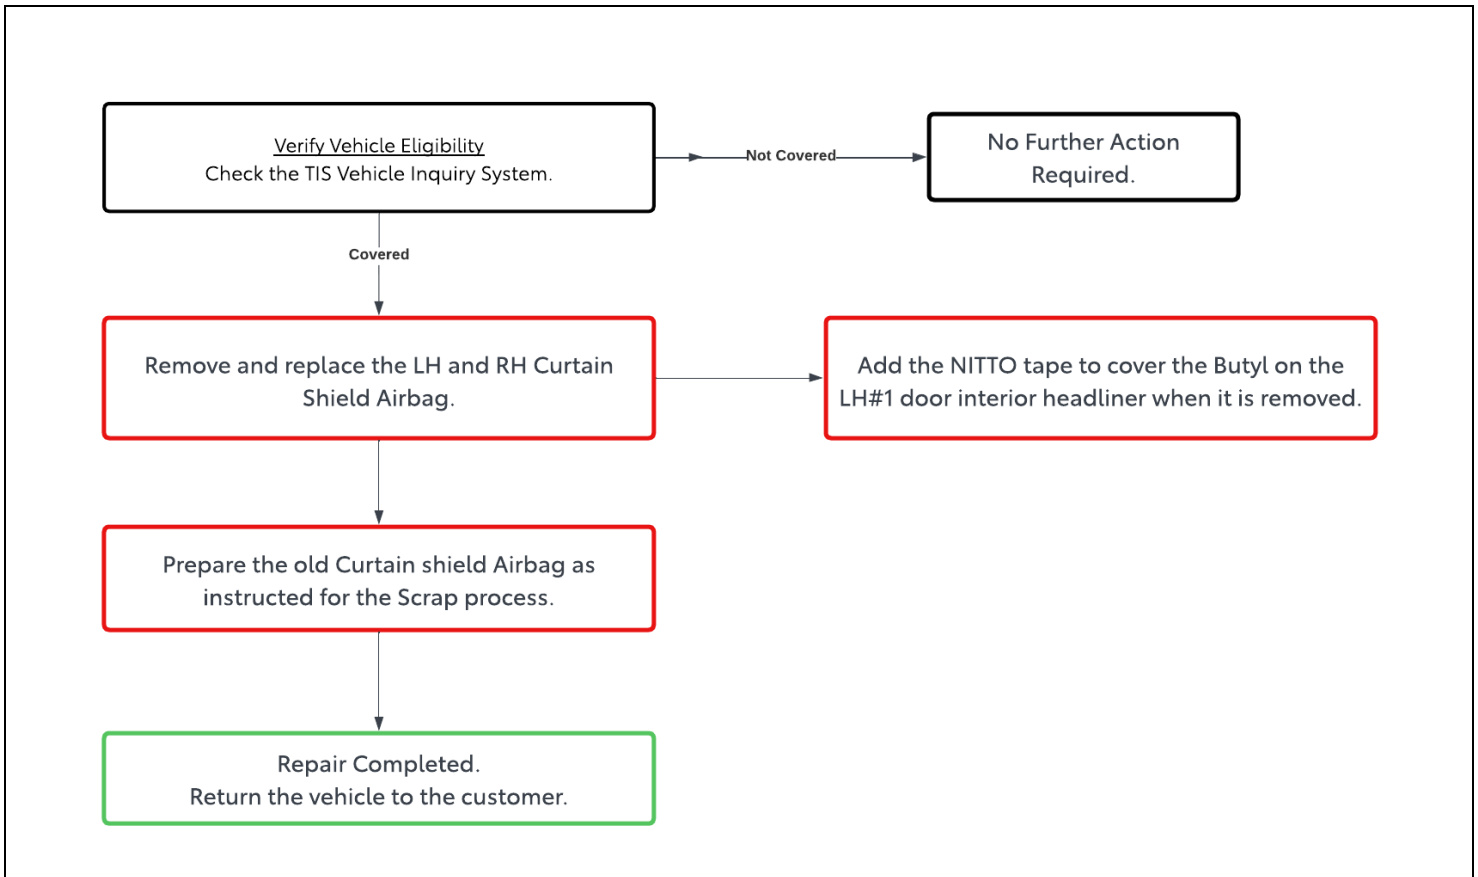 Verify Vehicle Eligibility
Check the TIS Vehicle Inquiry System.
Not Covered
No Further Action
Required.
Covered
Remove and replace the LH and RH Curtain
Shield Airbag.
Add the NITTO tape to cover the Butyl on the
LH#1 door interior headliner when it is removed.
Prepare the old Curtain shield Airbag as
instructed for the Scrap process.
Repair Completed.
Return the vehicle to the customer.